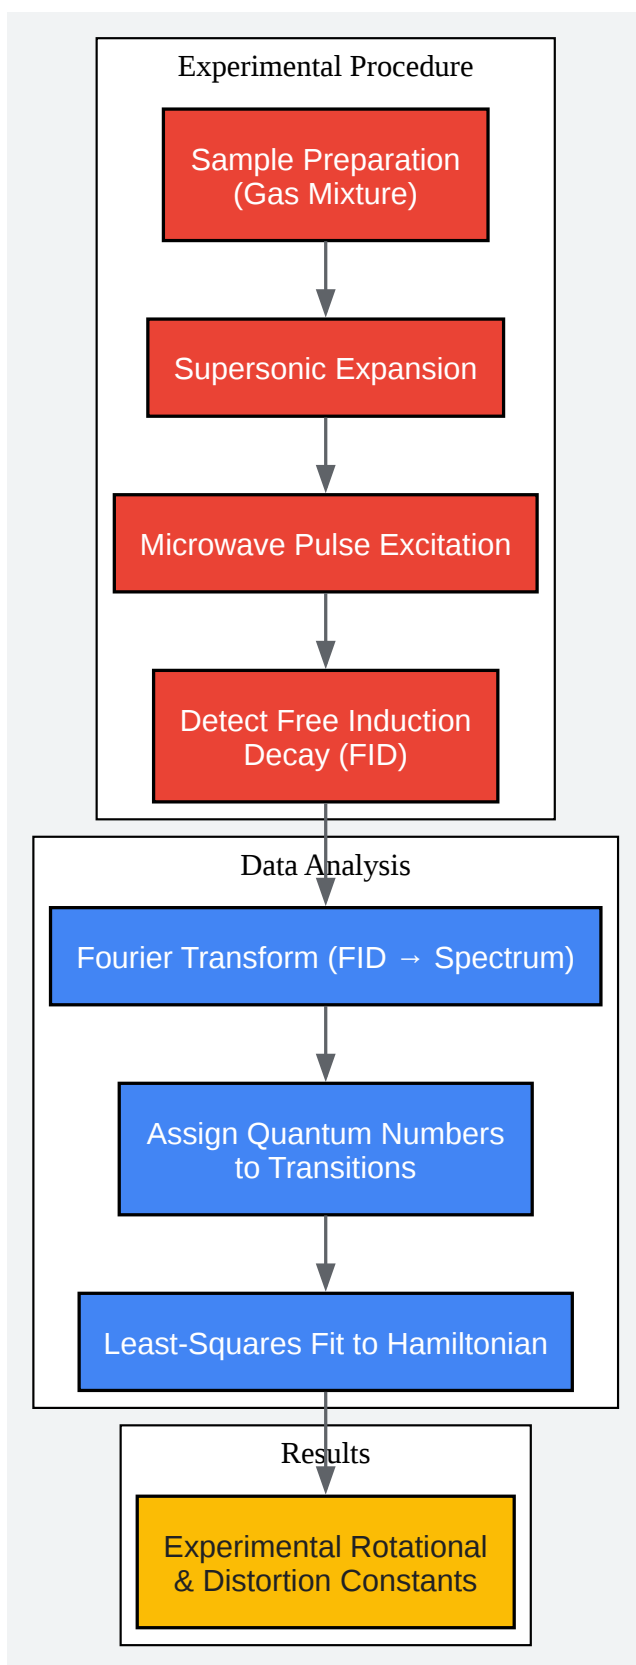 Experimental Procedure
Sample Preparation
(Gas Mixture)
Supersonic Expansion
Microwave Pulse Excitation
Detect Free Induction
Decay (FID)
Data Analysis
Fourier Transform (FID → Spectrum)
Assign Quantum Numbers
to Transitions
Least-Squares Fit to Hamiltonian
Results
Experimental Rotational
& Distortion Constants